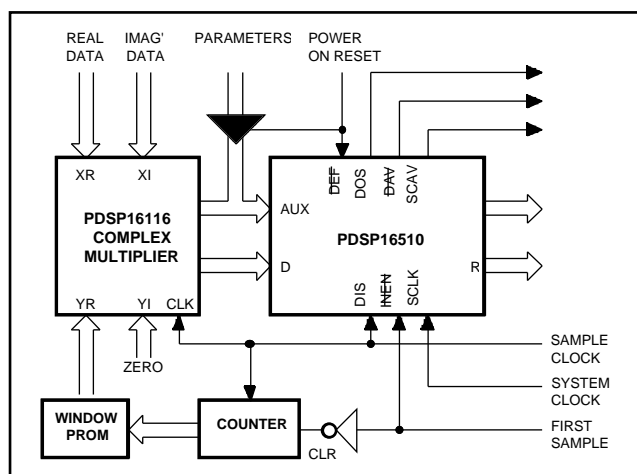 REAL DATA
IMAG' DATA
PARAMETERS
POWER ON RESET
XR
XI
PDSP16116
COMPLEX
MULTIPLIER
YR
YI
CLK
AUX
D
DEF
DOS
DAV
SCAV
PDSP16510
R
DIS
INEN
SCLK
ZERO
SAMPLE CLOCK
SYSTEM CLOCK
WINDOW PROM
COUNTER
CLR
FIRST SAMPLE